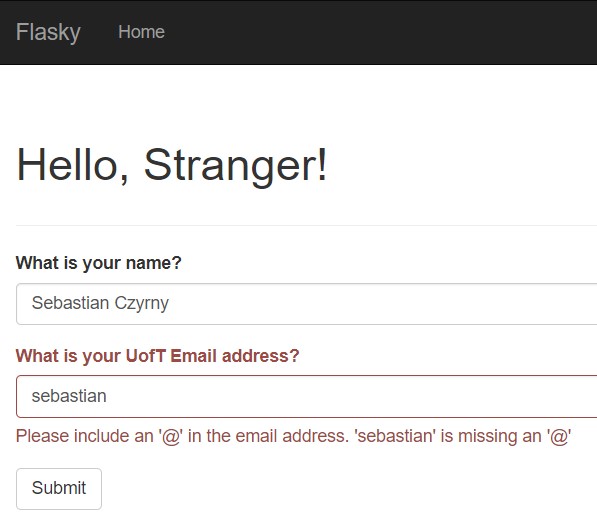 Flasky Home
Hello, Stranger!
What is your name?
Sebastian Czyrny
What is your UofT Email address?
sebastian
Please include an '@' in the email address. 'sebastian' is missing an '@'
Submit